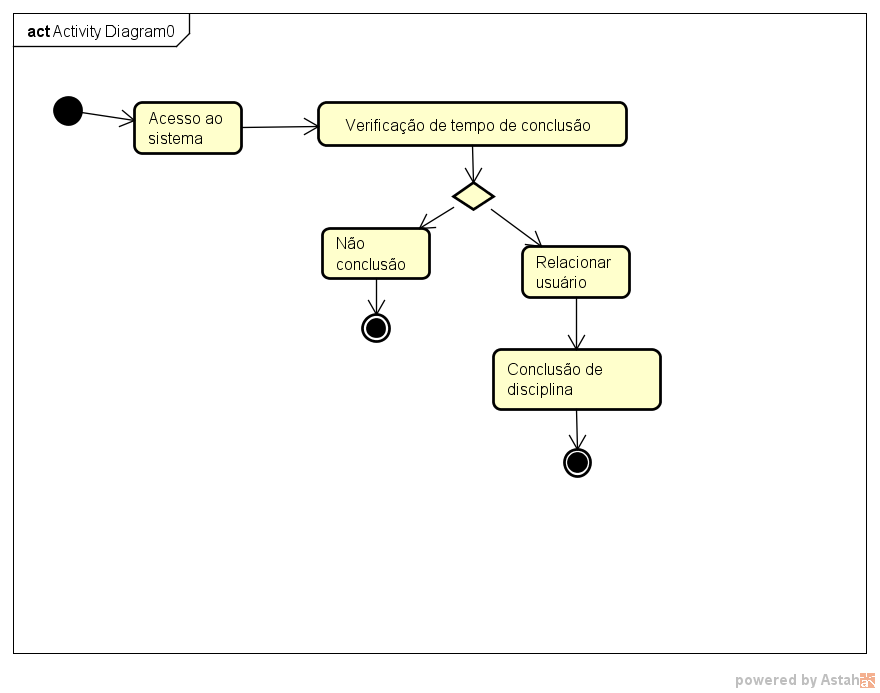 act Activity Diagram0
Acesso ao
sistema
Verificação de tempo de conclusão
Não
conclusão
Relacionar
usuário
Conclusão de
disciplina
powered by Astah